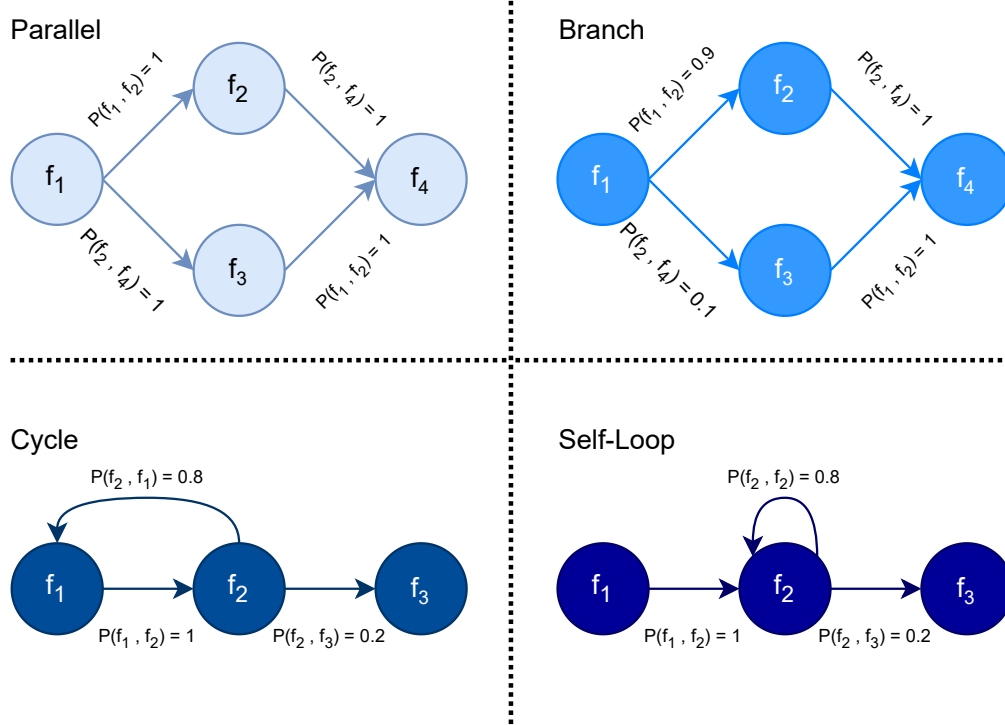 Parallel
P(f₁ , f₂) = 1
P(f₂ , f₄) = 1
f₁
f₂
f₃
f₄
P(f₂ , f₄) = 1
P(f₁ , f₂) = 1
Branch
P(f₁ , f₂) = 0.9
P(f₂ , f₄) = 1
f₁
f₂
f₃
f₄
P(f₂ , f₄) = 0.1
P(f₁ , f₂) = 1
Cycle
P(f₂ , f₁) = 0.8
f₁
f₂
f₃
P(f₁ , f₂) = 1
P(f₂ , f₃) = 0.2
Self-Loop
P(f₂ , f₂) = 0.8
f₁
f₂
f₃
P(f₁ , f₂) = 1
P(f₂ , f₃) = 0.2